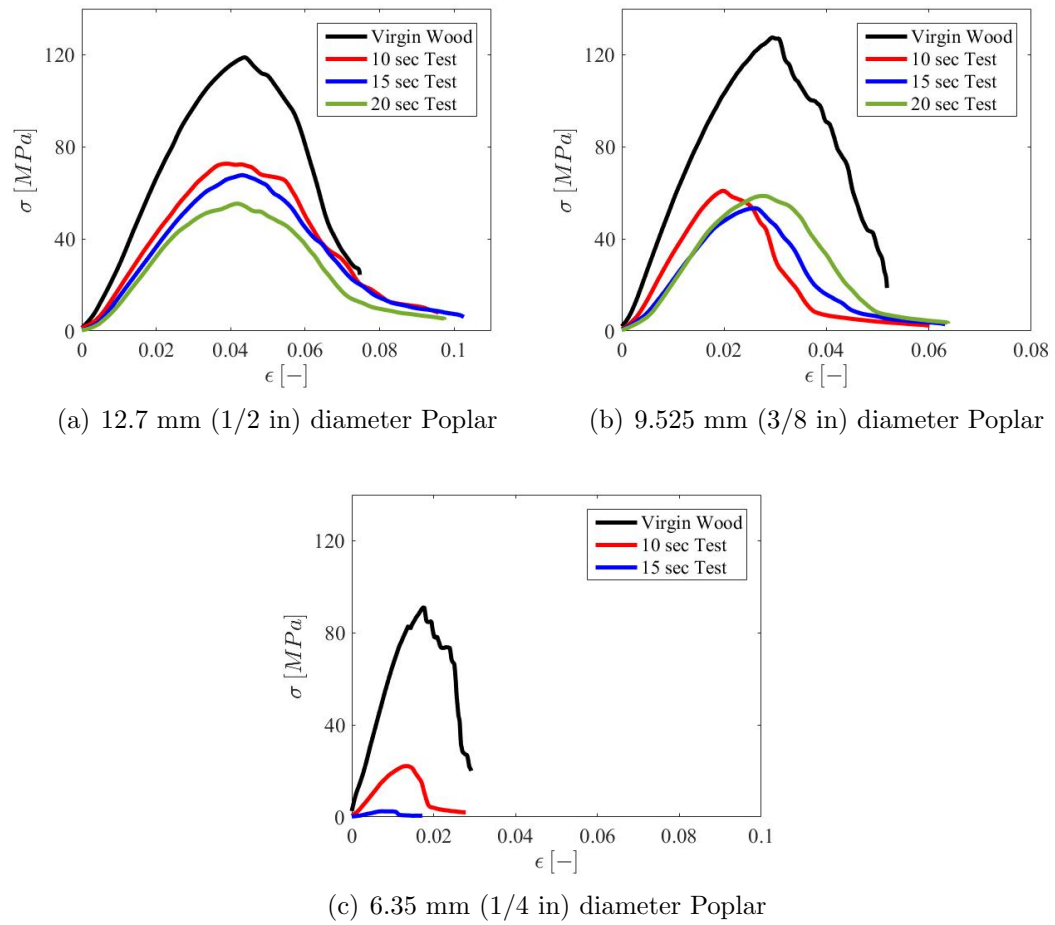 120
80
40
0
σ [MPa]
Virgin Wood
10 sec Test
15 sec Test
20 sec Test
0 0.02 0.04 0.06 0.08 0.1
ϵ [−]
(a) 12.7 mm (1/2 in) diameter Poplar
120
80
40
0
σ [MPa]
Virgin Wood
10 sec Test
15 sec Test
20 sec Test
0 0.02 0.04 0.06 0.08
ϵ [−]
(b) 9.525 mm (3/8 in) diameter Poplar
120
80
40
0
σ [MPa]
Virgin Wood
10 sec Test
15 sec Test
0 0.02 0.04 0.06 0.08 0.1
ϵ [−]
(c) 6.35 mm (1/4 in) diameter Poplar